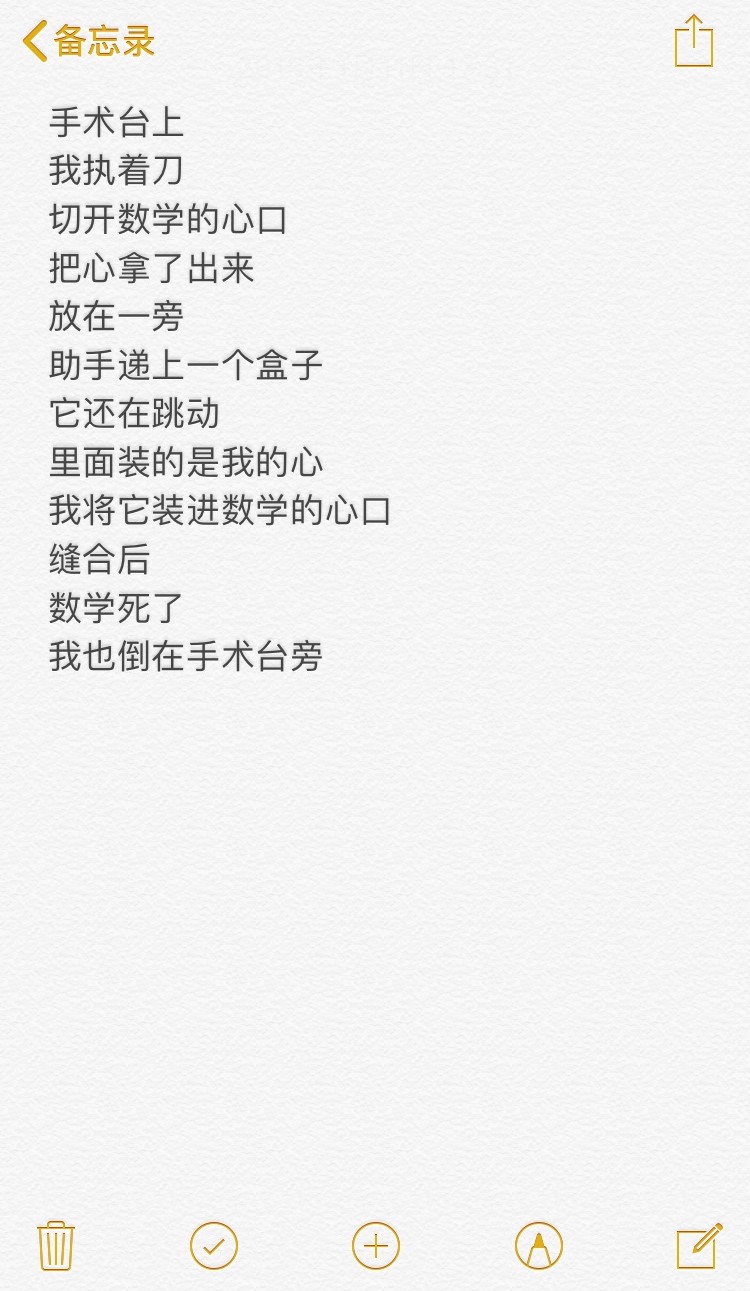 备忘录
手术台上
我执着刀
切开数学的心口
把心拿了出来
放在一旁
助手递上一个盒子
它还在跳动
里面装的是我的心
我将它装进数学的心口
缝合后
数学死了
我也倒在手术台旁